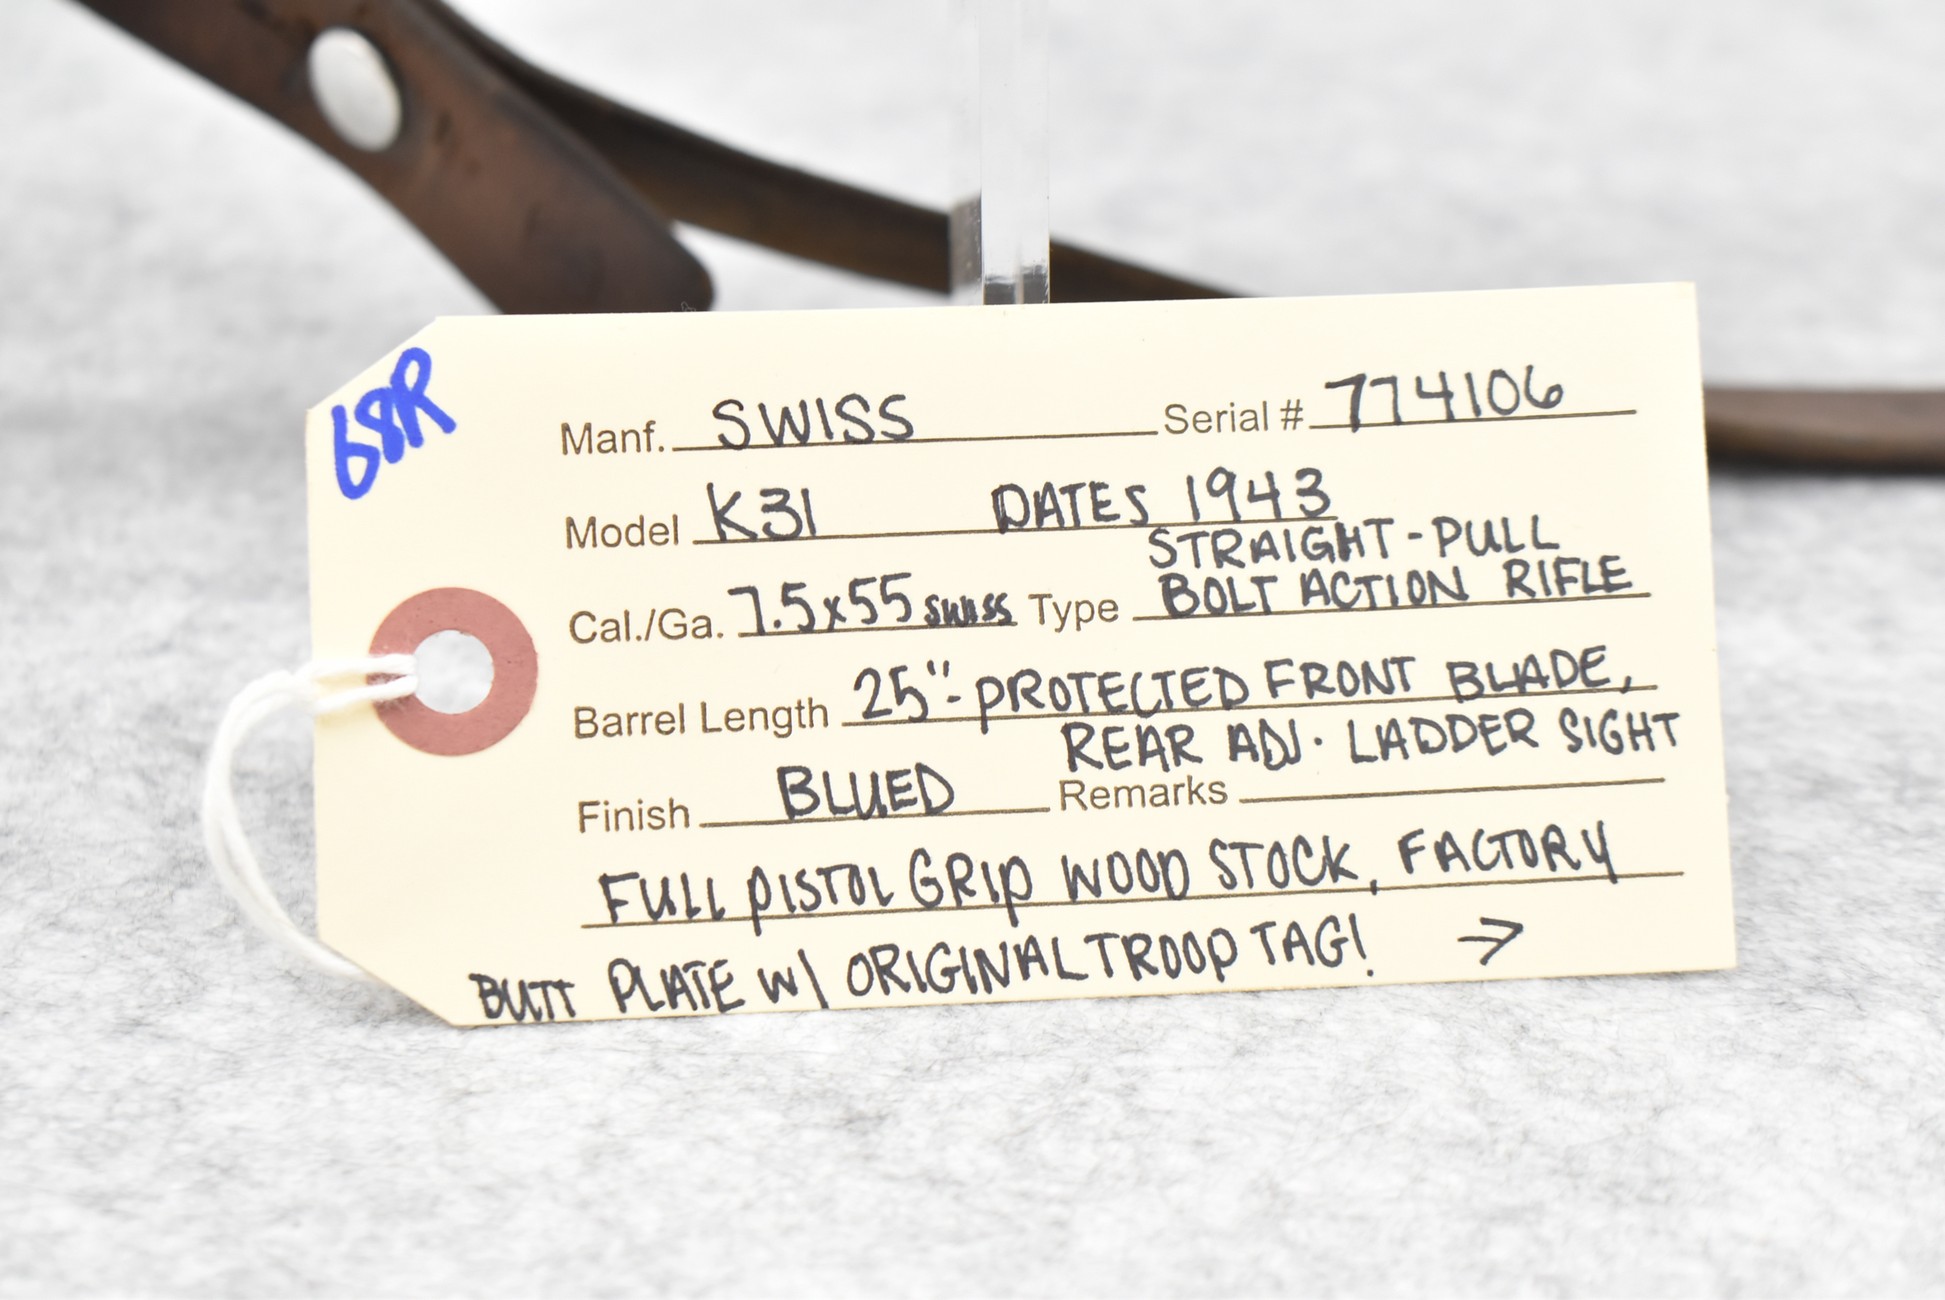 68R
Manf. SWISS Serial # 774106
Model K31 DATES 1943
STRAIGHT-PULL
Cal./Ga. 7.5x55 SWISS Type BOLT ACTION RIFLE
Barrel Length 25"- PROTECTED FRONT BLADE,
REAR ADJ. LADDER SIGHT
Finish BLUED Remarks
FULL PISTOL GRIP WOOD STOCK, FACTORY
BUTT PLATE W/ ORIGINAL TROOP TAG! →